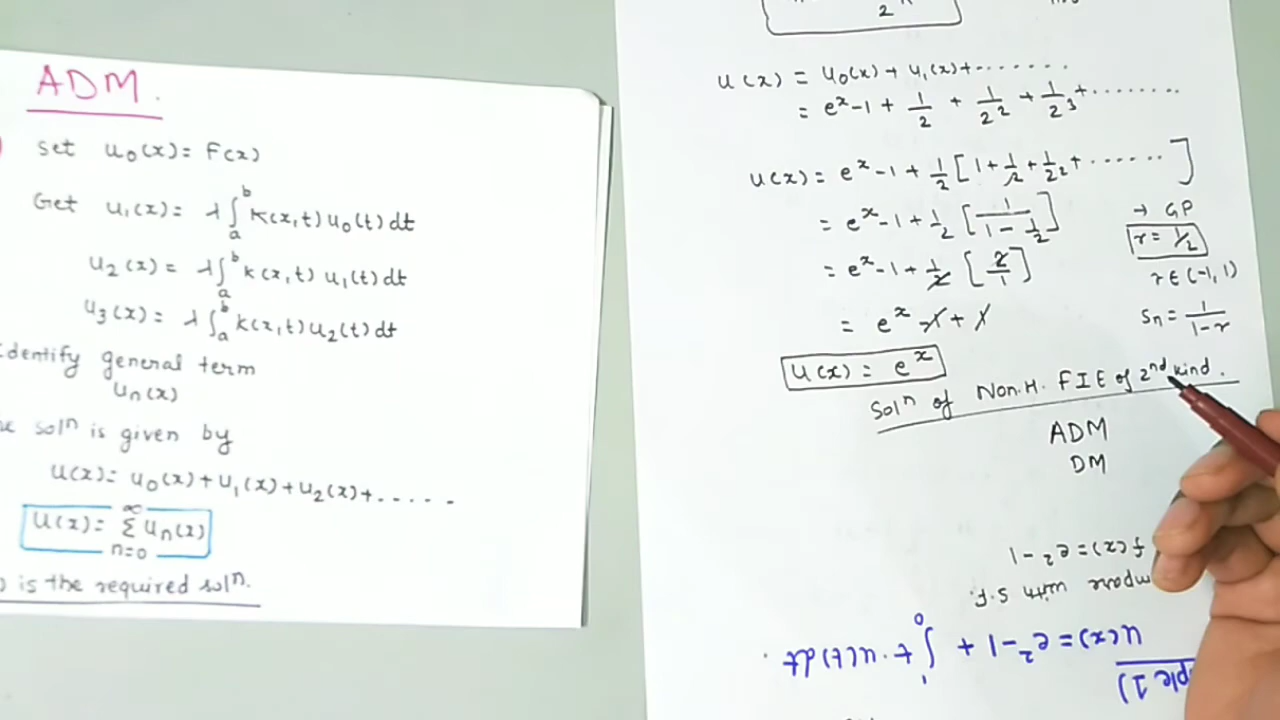 ADM.
set u₀(x) = F(x)
Get u₁(x) = λ∫ₐᵇ K(x,t) u₀(t) dt
u₂(x) = λ∫ₐᵇ k(x,t) u₁(t) dt
u₃(x) = λ∫ₐᵇ k(x,t) u₂(t) dt
dentify general term
uₙ(x)
solⁿ is given by
u(x) = u₀(x) + u₁(x) + u₂(x) + .....
u(x) = Σ_{n=0}^{∞} uₙ(x)
is the required solⁿ.
2
u(x) = u₀(x) + u₁(x) + ......
= eˣ - 1 + 1/2 + 1/2² + 1/2³ + ........
u(x) = eˣ - 1 + 1/2 [1 + 1/2 + 1/2² + ......]
= eˣ - 1 + 1/2 [1/(1 - 1/2)]
→ GP
r = 1/2
= eˣ - 1 + 1/2 [2/1]
r ∈ (-1, 1)
= eˣ - 1 + 1
Sₙ = 1/(1-r)
u(x) = eˣ
Solⁿ of Non.H. FIE of 2ⁿᵈ kind.
ADM
DM
ple 1)
u(x) = eˣ - 1 + ∫₀¹ t·u(t) dt.
mpare with S.F.
f(x) = eˣ - 1